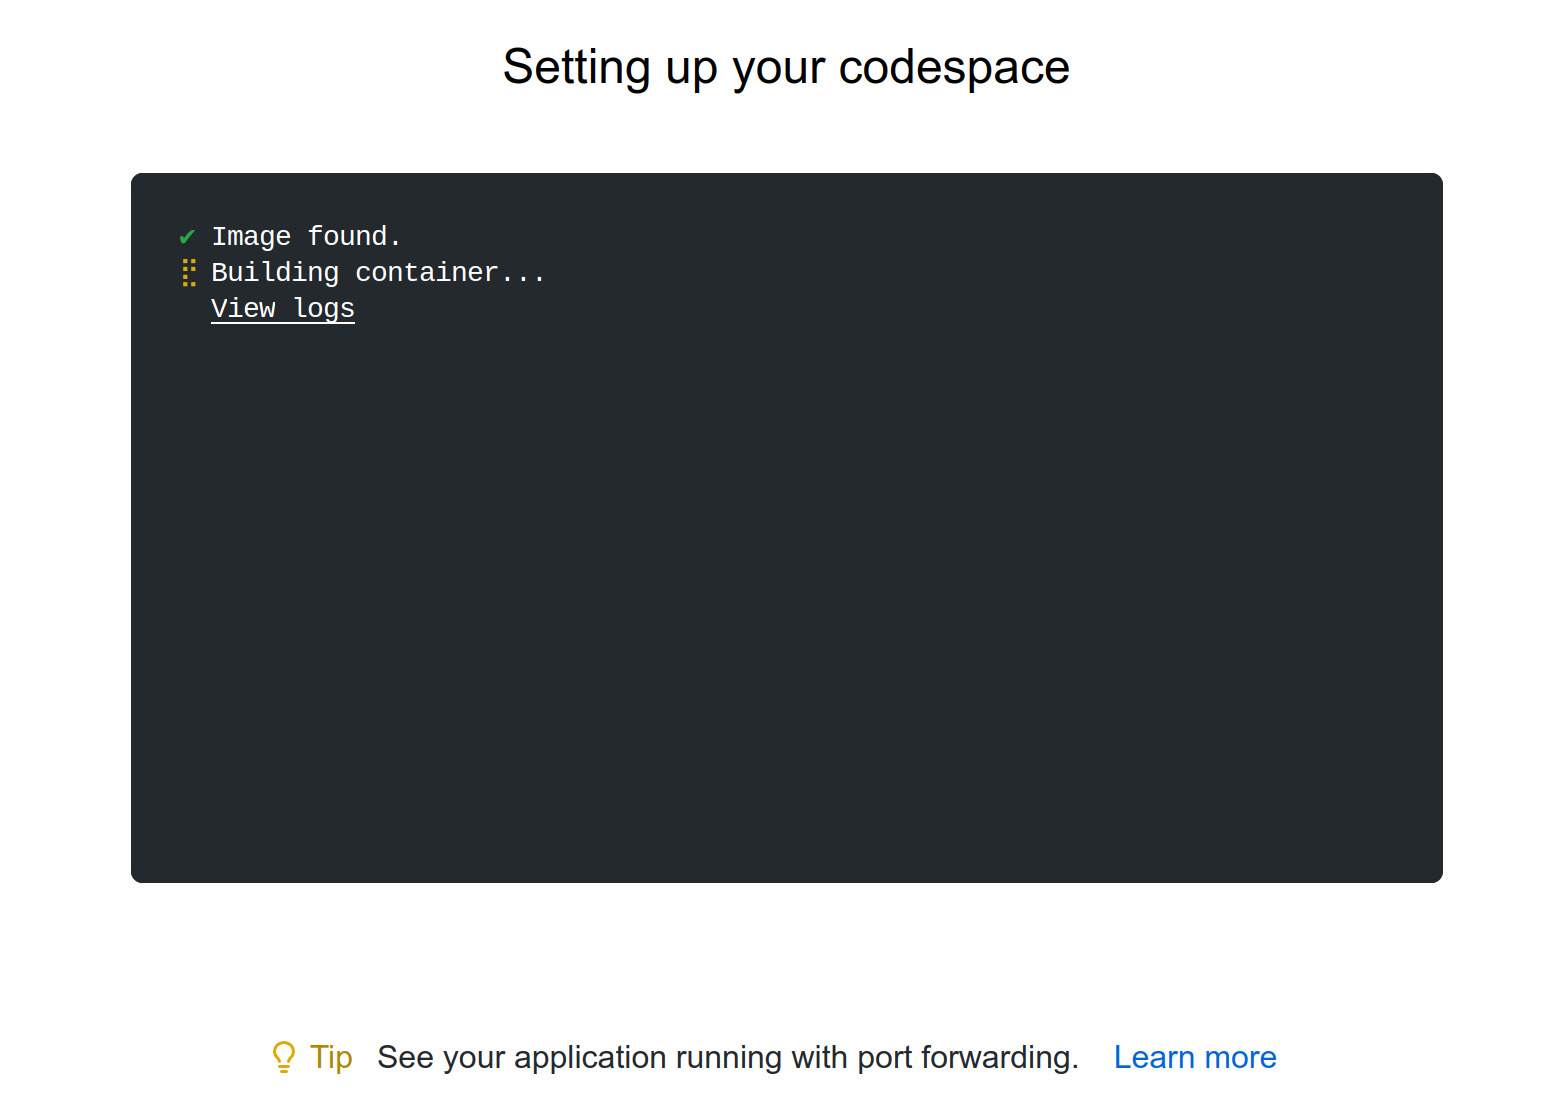 Setting up your codespace
✔ Image found.
Building container...
View logs
Tip See your application running with port forwarding. Learn more